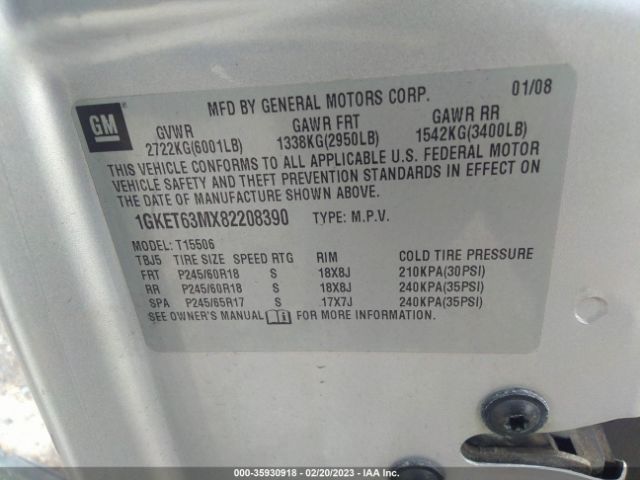 MFD BY GENERAL MOTORS CORP. 01/08
GM
GVWR GAWR FRT GAWR RR
2722KG(6001LB) 1338KG(2950LB) 1542KG(3400LB)
THIS VEHICLE CONFORMS TO ALL APPLICABLE U.S. FEDERAL MOTOR
VEHICLE SAFETY AND THEFT PREVENTION STANDARDS IN EFFECT ON
THE DATE OF MANUFACTURE SHOWN ABOVE.
1GKET63MX82208390 TYPE: M.P.V.
MODEL: T15506
TBJ5 TIRE SIZE SPEED RTG RIM COLD TIRE PRESSURE
FRT P245/60R18 S 18X8J 210KPA(30PSI)
RR P245/60R18 S 18X8J 240KPA(35PSI)
SPA P245/65R17 S 17X7J 240KPA(35PSI)
SEE OWNER'S MANUAL FOR MORE INFORMATION.
000-35930918 - 02/20/2023 - IAA Inc.